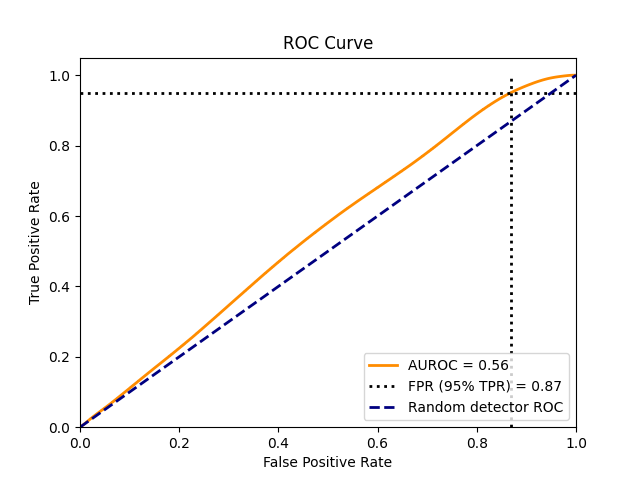 ROC Curve
True Positive Rate
1.0
0.8
0.6
0.4
0.2
0.0
AUROC = 0.56
FPR (95% TPR) = 0.87
Random detector ROC
0.0 0.2 0.4 0.6 0.8 1.0
False Positive Rate